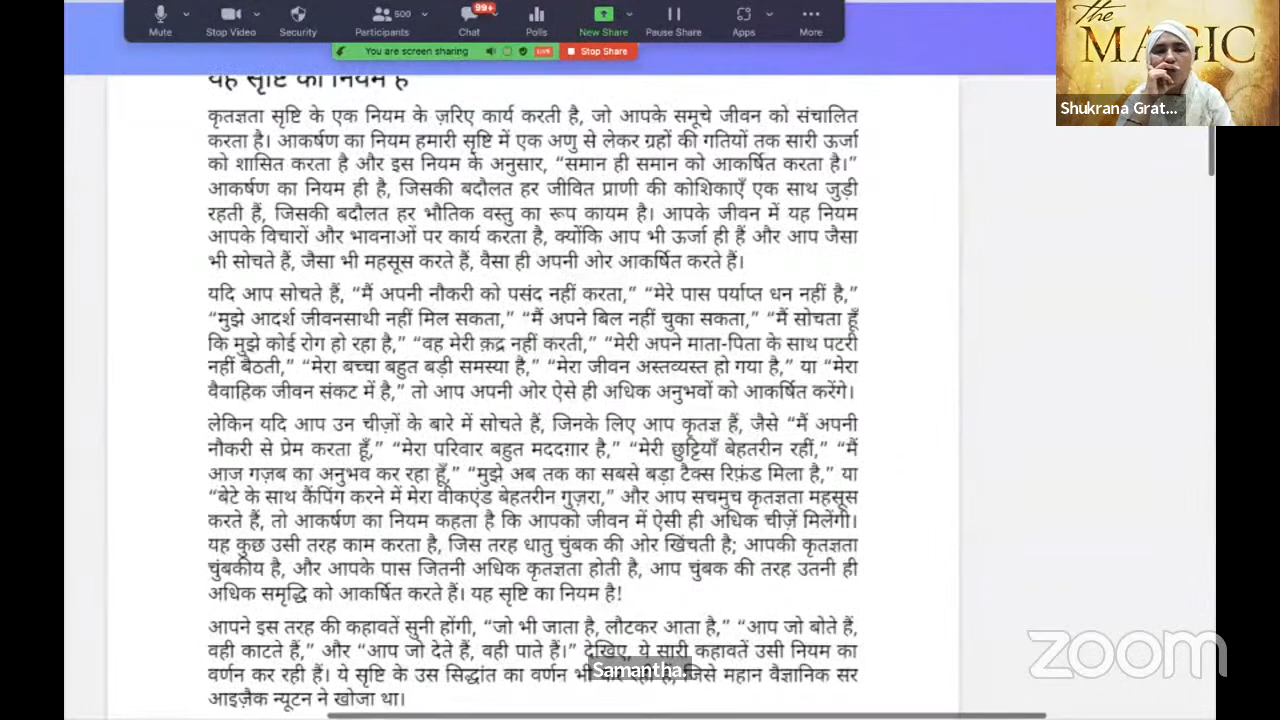 500
99+
Mute
Stop Video
Security
Participants
Chat
Polls
New Share
Pause Share
Apps
More
You are screen sharing
LIVE
Stop Share
The
MAGIC
Shukrana Grat...
यह सृष्टि का नियम है
कृतज्ञता सृष्टि के एक नियम के ज़रिए कार्य करती है, जो आपके समूचे जीवन को संचालित
करता है। आकर्षण का नियम हमारी सृष्टि में एक अणु से लेकर ग्रहों की गतियों तक सारी ऊर्जा
को शासित करता है और इस नियम के अनुसार, “समान ही समान को आकर्षित करता है।”
आकर्षण का नियम ही है, जिसकी बदौलत हर जीवित प्राणी की कोशिकाएँ एक साथ जुड़ी
रहती हैं, जिसकी बदौलत हर भौतिक वस्तु का रूप कायम है। आपके जीवन में यह नियम
आपके विचारों और भावनाओं पर कार्य करता है, क्योंकि आप भी ऊर्जा ही हैं और आप जैसा
भी सोचते हैं, जैसा भी महसूस करते हैं, वैसा ही अपनी ओर आकर्षित करते हैं।
यदि आप सोचते हैं, “मैं अपनी नौकरी को पसंद नहीं करता,” “मेरे पास पर्याप्त धन नहीं है,”
“मुझे आदर्श जीवनसाथी नहीं मिल सकता,” “मैं अपने बिल नहीं चुका सकता,” “मैं सोचता हूँ
कि मुझे कोई रोग हो रहा है,” “वह मेरी क़द्र नहीं करती,” “मेरी अपने माता-पिता के साथ पटरी
नहीं बैठती,” “मेरा बच्चा बहुत बड़ी समस्या है,” “मेरा जीवन अस्तव्यस्त हो गया है,” या “मेरा
वैवाहिक जीवन संकट में है,” तो आप अपनी ओर ऐसे ही अधिक अनुभवों को आकर्षित करेंगे।
लेकिन यदि आप उन चीज़ों के बारे में सोचते हैं, जिनके लिए आप कृतज्ञ हैं, जैसे “मैं अपनी
नौकरी से प्रेम करता हूँ,” “मेरा परिवार बहुत मददग़ार है,” “मेरी छुट्टियाँ बेहतरीन रहीं,” “मैं
आज गज़ब का अनुभव कर रहा हूँ,” “मुझे अब तक का सबसे बड़ा टैक्स रिफ़ंड मिला है,” या
“बेटे के साथ कैंपिंग करने में मेरा वीकएंड बेहतरीन गुज़रा,” और आप सचमुच कृतज्ञता महसूस
करते हैं, तो आकर्षण का नियम कहता है कि आपको जीवन में ऐसी ही अधिक चीज़ें मिलेंगी।
यह कुछ उसी तरह काम करता है, जिस तरह धातु चुंबक की ओर खिंचती है; आपकी कृतज्ञता
चुंबकीय है, और आपके पास जितनी अधिक कृतज्ञता होती है, आप चुंबक की तरह उतनी ही
अधिक समृद्धि को आकर्षित करते हैं। यह सृष्टि का नियम है!
आपने इस तरह की कहावतें सुनी होंगी, “जो भी जाता है, लौटकर आता है,” “आप जो बोते हैं,
वही काटते हैं,” और “आप जो देते हैं, वही पाते हैं।” देखिए, ये सारी कहावतें उसी नियम का
वर्णन कर रही हैं। ये सृष्टि के उस सिद्धांत का वर्णन भी जिसे महान वैज्ञानिक सर
Samantha.
आइज़ैक न्यूटन ने खोजा था।
zoom